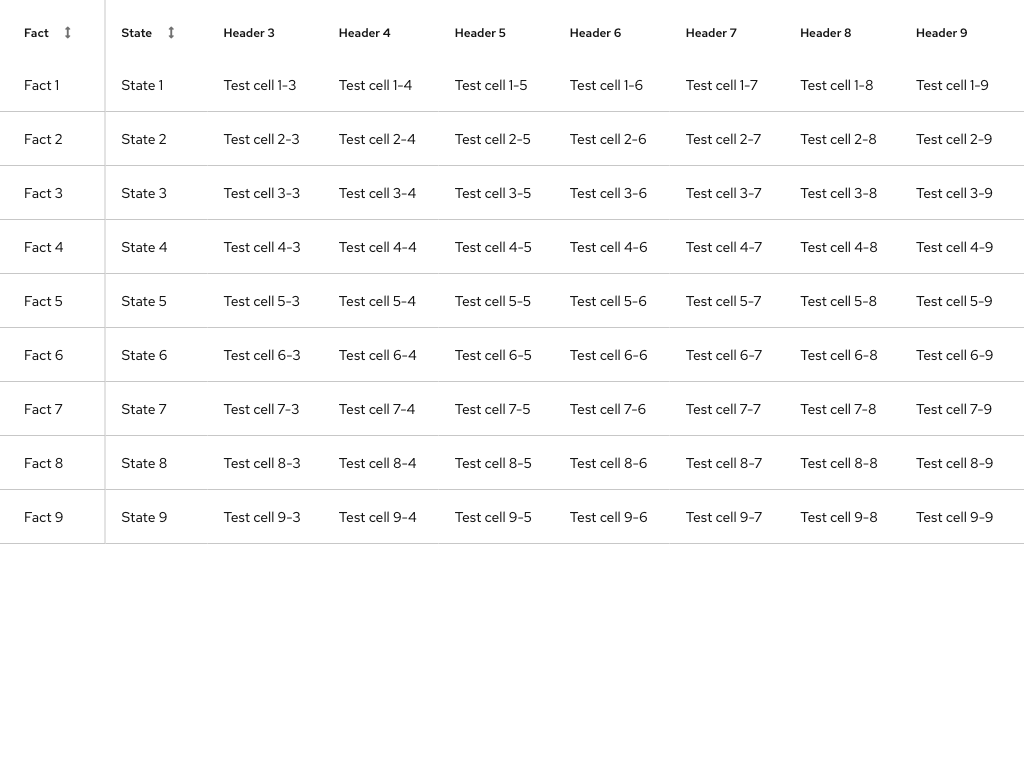 Fact State Header 3 Header 4 Header 5 Header 6 Header 7 Header 8 Header 9
Fact 1 State 1 Test cell 1-3 Test cell 1-4 Test cell 1-5 Test cell 1-6 Test cell 1-7 Test cell 1-8 Test cell 1-9
Fact 2 State 2 Test cell 2-3 Test cell 2-4 Test cell 2-5 Test cell 2-6 Test cell 2-7 Test cell 2-8 Test cell 2-9
Fact 3 State 3 Test cell 3-3 Test cell 3-4 Test cell 3-5 Test cell 3-6 Test cell 3-7 Test cell 3-8 Test cell 3-9
Fact 4 State 4 Test cell 4-3 Test cell 4-4 Test cell 4-5 Test cell 4-6 Test cell 4-7 Test cell 4-8 Test cell 4-9
Fact 5 State 5 Test cell 5-3 Test cell 5-4 Test cell 5-5 Test cell 5-6 Test cell 5-7 Test cell 5-8 Test cell 5-9
Fact 6 State 6 Test cell 6-3 Test cell 6-4 Test cell 6-5 Test cell 6-6 Test cell 6-7 Test cell 6-8 Test cell 6-9
Fact 7 State 7 Test cell 7-3 Test cell 7-4 Test cell 7-5 Test cell 7-6 Test cell 7-7 Test cell 7-8 Test cell 7-9
Fact 8 State 8 Test cell 8-3 Test cell 8-4 Test cell 8-5 Test cell 8-6 Test cell 8-7 Test cell 8-8 Test cell 8-9
Fact 9 State 9 Test cell 9-3 Test cell 9-4 Test cell 9-5 Test cell 9-6 Test cell 9-7 Test cell 9-8 Test cell 9-9